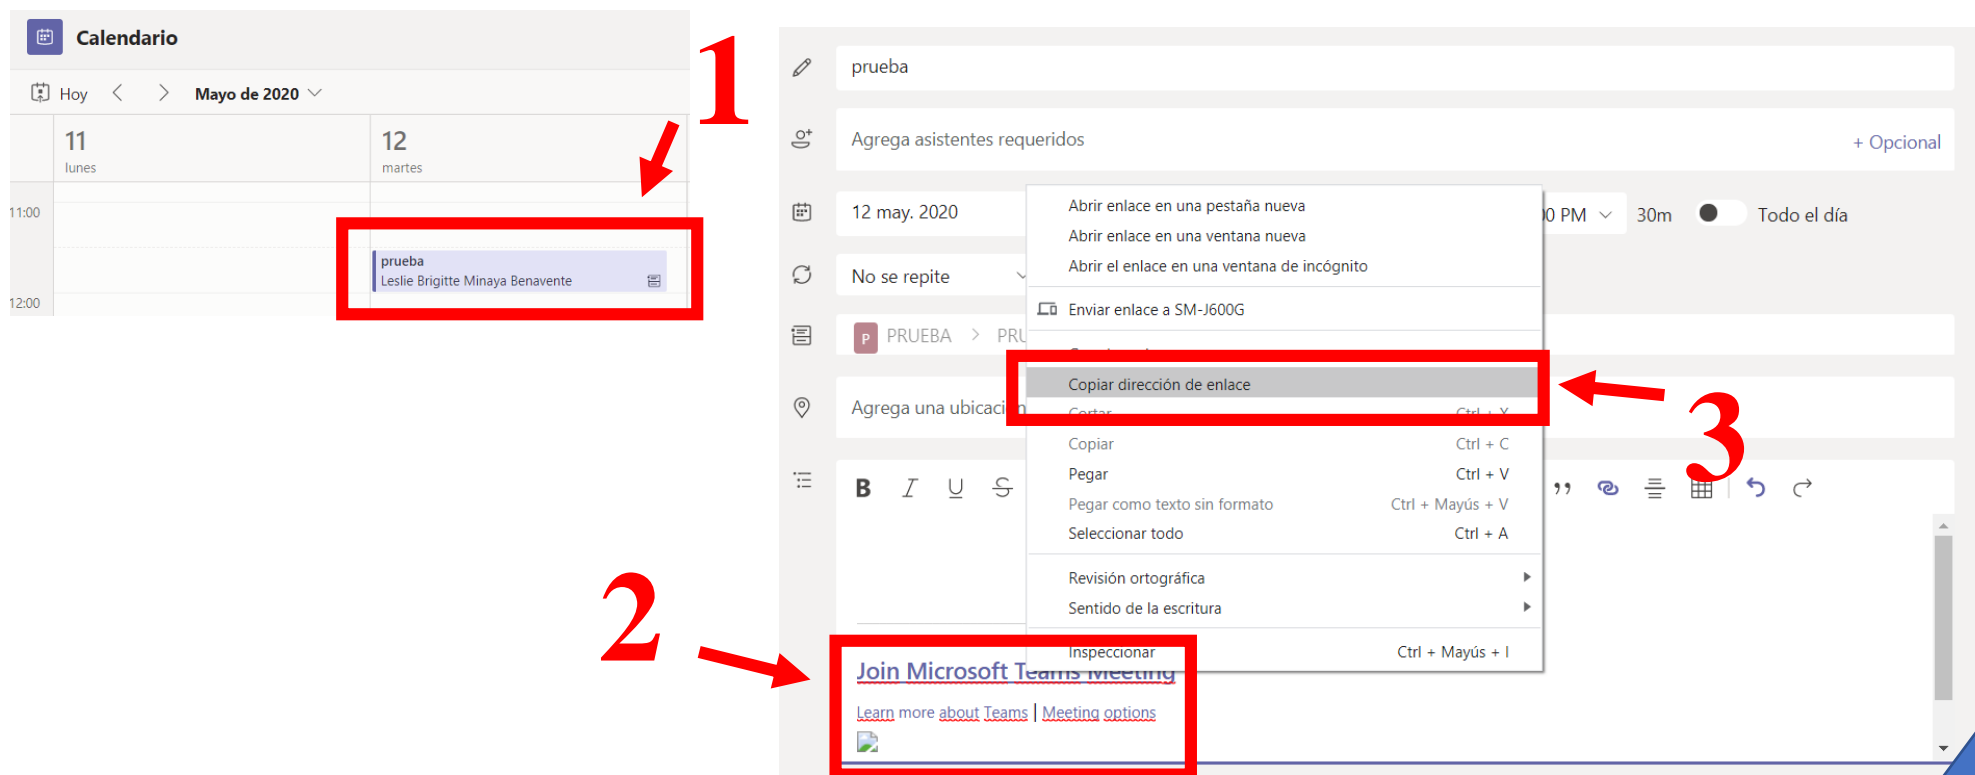 Calendario
Hoy
Mayo de 2020
11
12
lunes
martes
11:00
prueba
Leslie Brigitte Minaya Benavente
12:00
1
prueba
Agrega asistentes requeridos
+ Opcional
12 may. 2020
PM
30m
Todo el día
No se repite
P PRUEBA
Agrega una
B I U S
Abrir enlace en una pestaña nueva
Abrir enlace en una ventana nueva
Abrir el enlace en una ventana de incógnito
Enviar enlace a SM-J600G
Copiar dirección de enlace
Cortar Ctrl + X
Copiar Ctrl + C
Pegar Ctrl + V
Pegar como texto sin formato Ctrl + Mayús + V
Seleccionar todo Ctrl + A
Revisión ortográfica
Sentido de la escritura
Inspeccionar Ctrl + Mayús + I
3
2
Join Microsoft Teams Meeting
Learn more about Teams | Meeting options